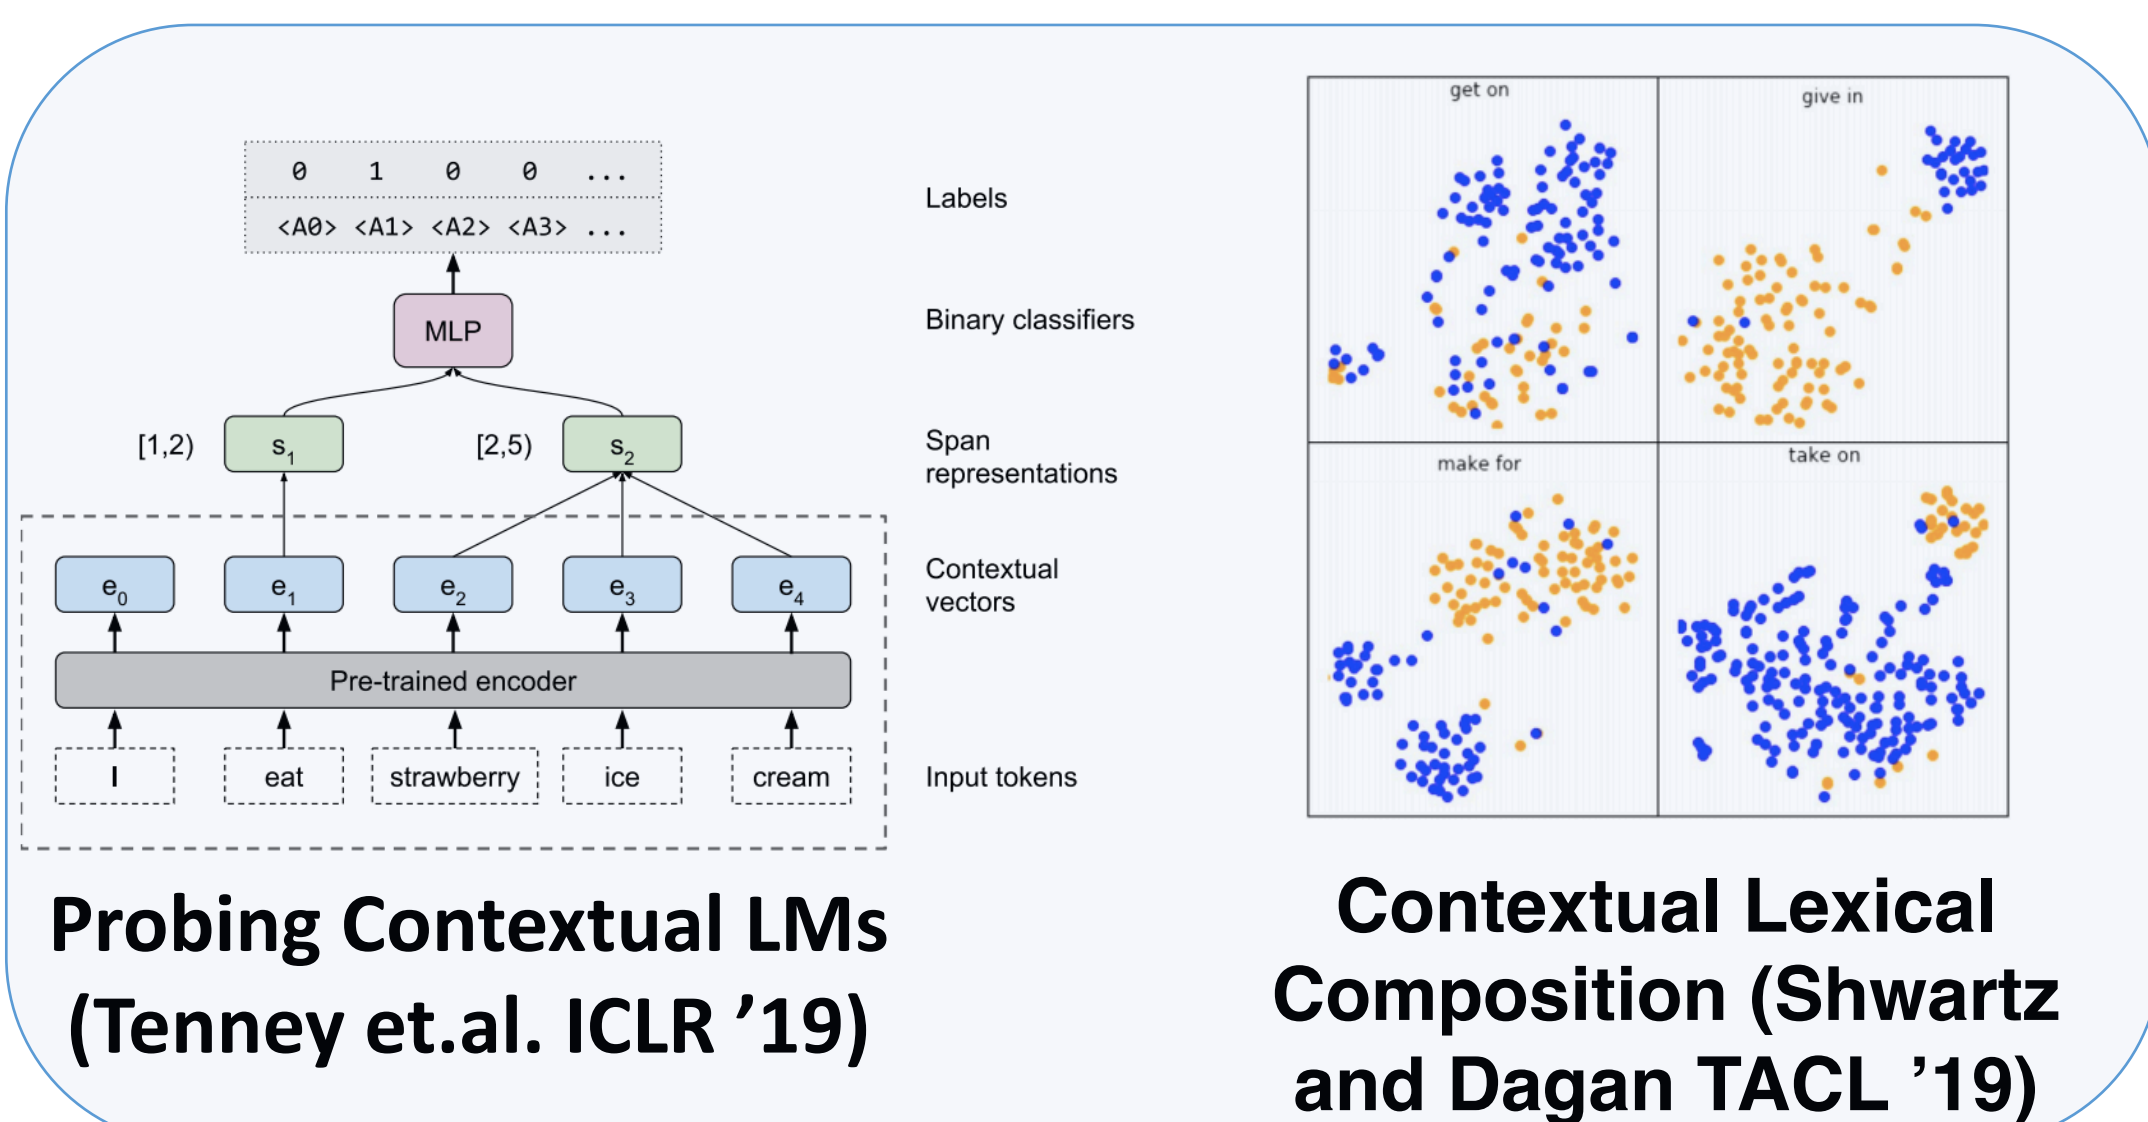 0 1 0 0 ...
<A0> <A1> <A2> <A3> ...
Labels
MLP
Binary classifiers
[1,2)
s1
[2,5)
s2
Span
representations
e0
e1
e2
e3
e4
Contextual
vectors
Pre-trained encoder
I
eat
strawberry
ice
cream
Input tokens
Probing Contextual LMs
(Tenney et.al. ICLR ’19)
get on
give in
make for
take on
Contextual Lexical
Composition (Shwartz
and Dagan TACL ’19)